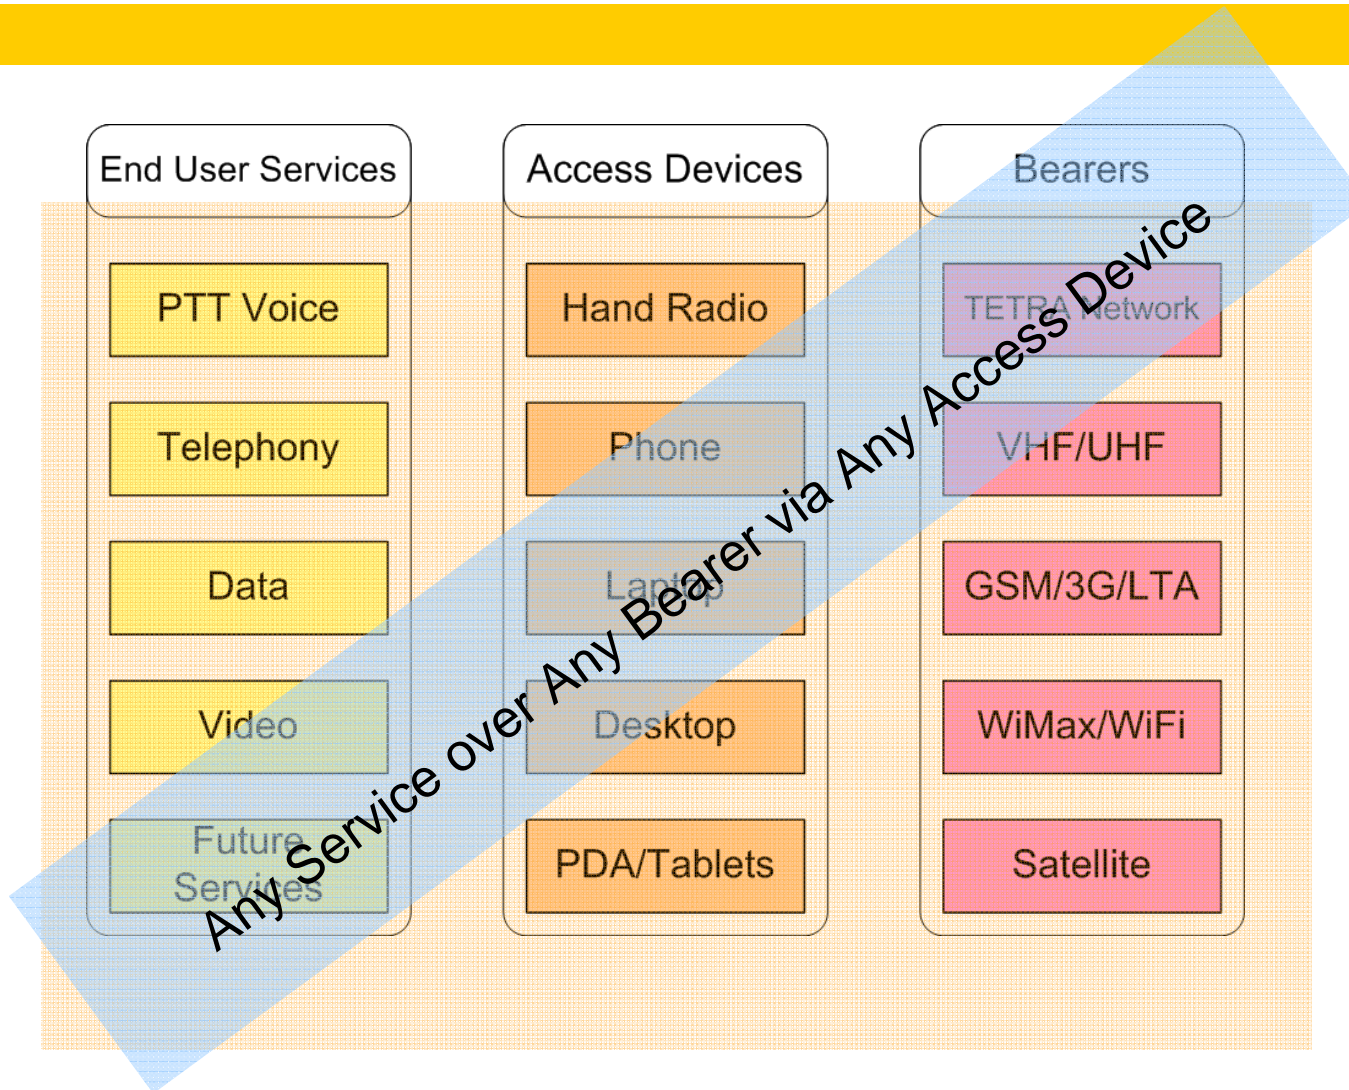 End User Services
PTT Voice
Telephony
Data
Video
Future
Services
Access Devices
Hand Radio
Phone
Laptop
Desktop
PDA/Tablets
Bearers
TETRA Network
VHF/UHF
GSM/3G/LTA
WiMax/WiFi
Satellite
Any Service over Any Bearer via Any Access Device